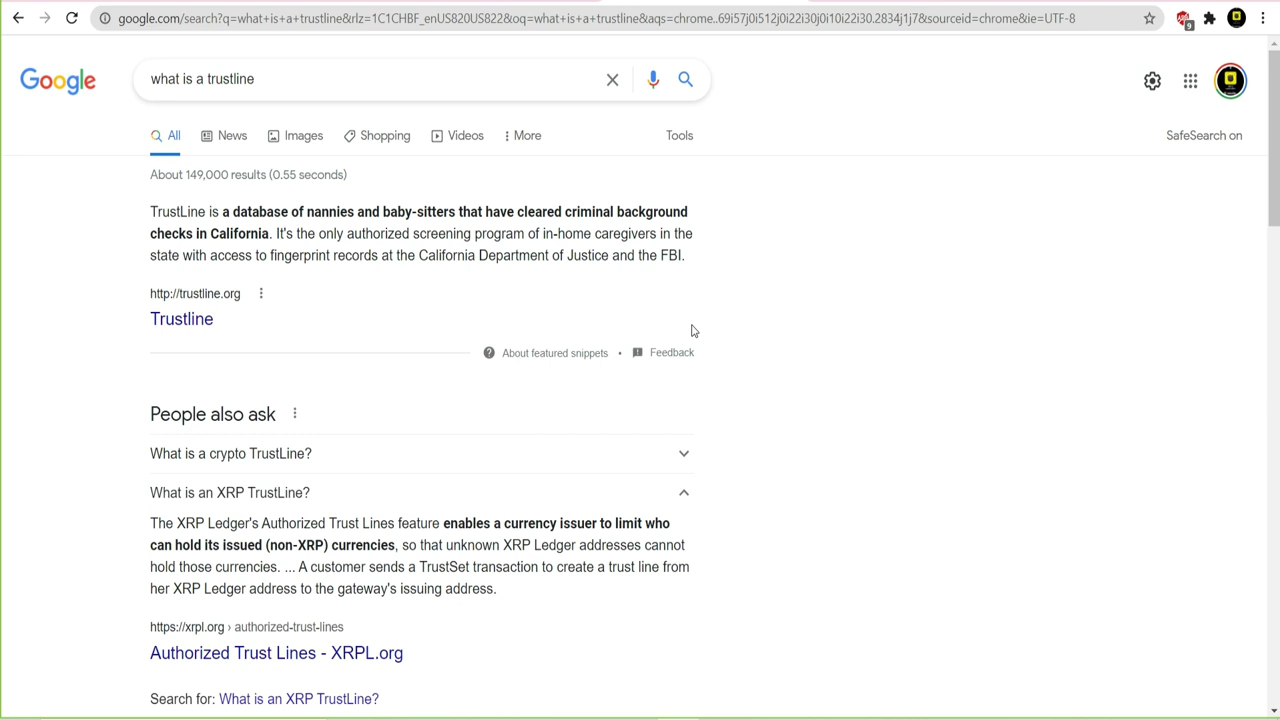 google.com/search?q=what+is+a+trustline&rlz=1C1CHBF_enUS820US822&oq=what+is+a+trustline&aqs=chrome..69i57j0i512j0i22i30j0i10i22i30.2834j1j7&sourceid=chrome&ie=UTF-8
9
Google
what is a trustline
All News Images Shopping Videos More Tools SafeSearch on
About 149,000 results (0.55 seconds)
TrustLine is a database of nannies and baby-sitters that have cleared criminal background
checks in California. It's the only authorized screening program of in-home caregivers in the
state with access to fingerprint records at the California Department of Justice and the FBI.
http://trustline.org
Trustline
About featured snippets • Feedback
People also ask
What is a crypto TrustLine?
What is an XRP TrustLine?
The XRP Ledger's Authorized Trust Lines feature enables a currency issuer to limit who
can hold its issued (non-XRP) currencies, so that unknown XRP Ledger addresses cannot
hold those currencies. ... A customer sends a TrustSet transaction to create a trust line from
her XRP Ledger address to the gateway's issuing address.
https://xrpl.org › authorized-trust-lines
Authorized Trust Lines - XRPL.org
Search for: What is an XRP TrustLine?